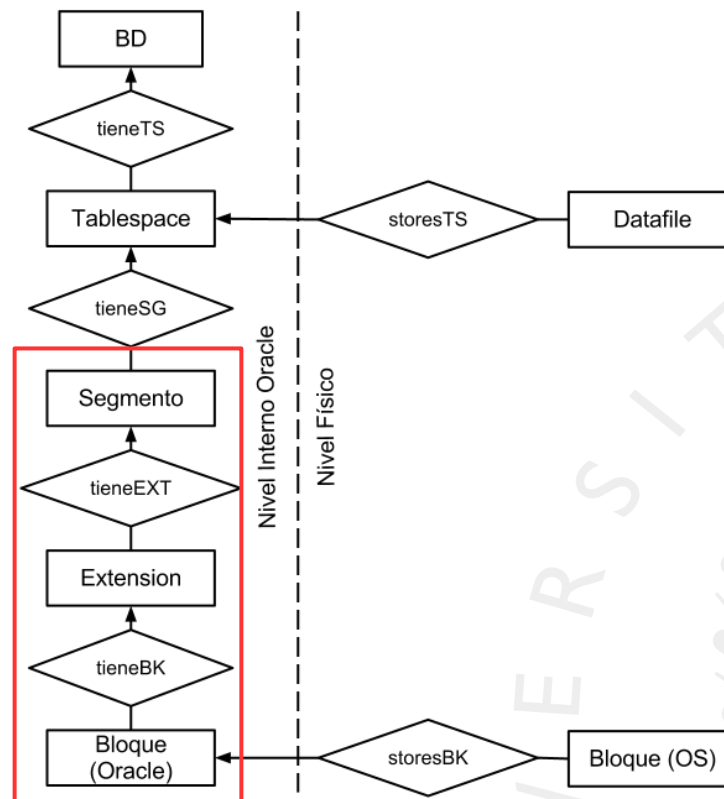 BD
tieneTS
Tablespace
storesTS
Datafile
tieneSG
Segmento
Nivel Interno Oracle
Nivel Físico
tieneEXT
Extension
tieneBK
Bloque
(Oracle)
storesBK
Bloque (OS)
E R S I T